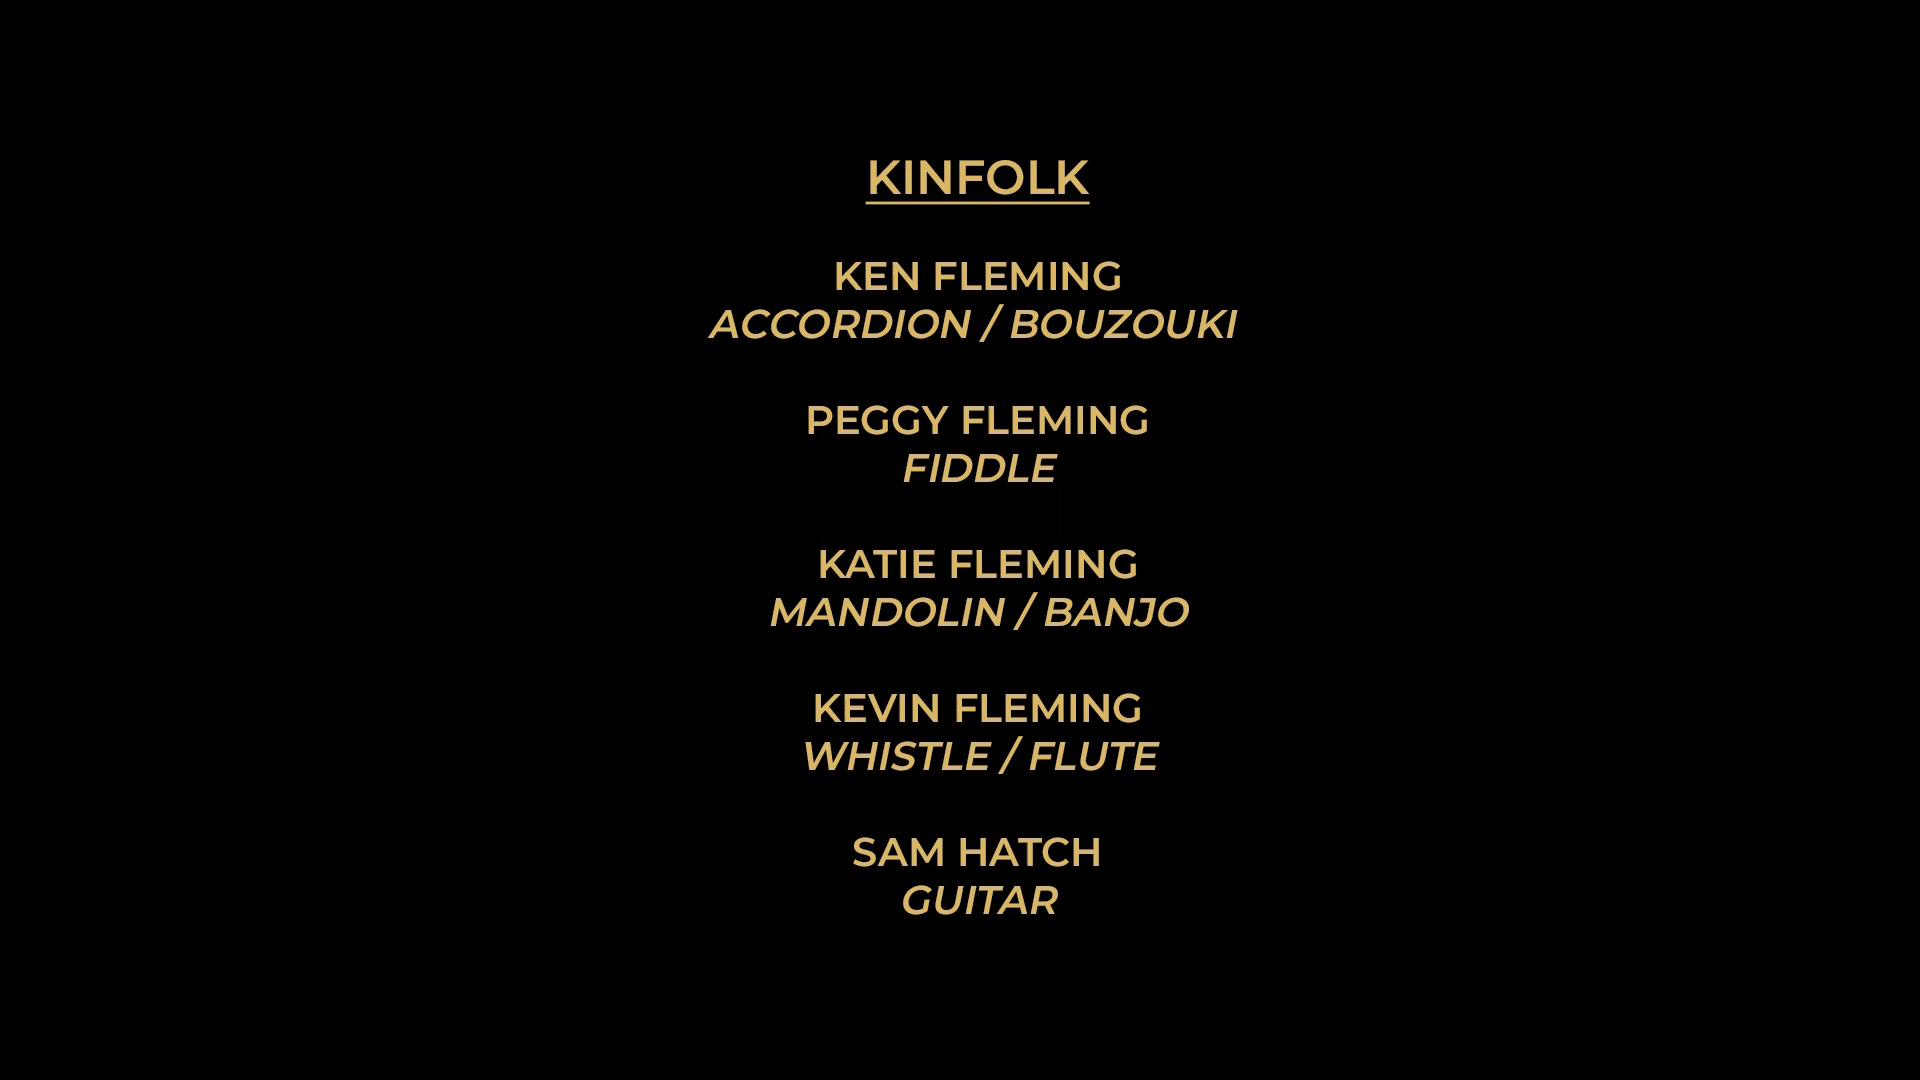 KINFOLK
KEN FLEMING
ACCORDION / BOUZOUKI
PEGGY FLEMING
FIDDLE
KATIE FLEMING
MANDOLIN / BANJO
KEVIN FLEMING
WHISTLE / FLUTE
SAM HATCH
GUITAR